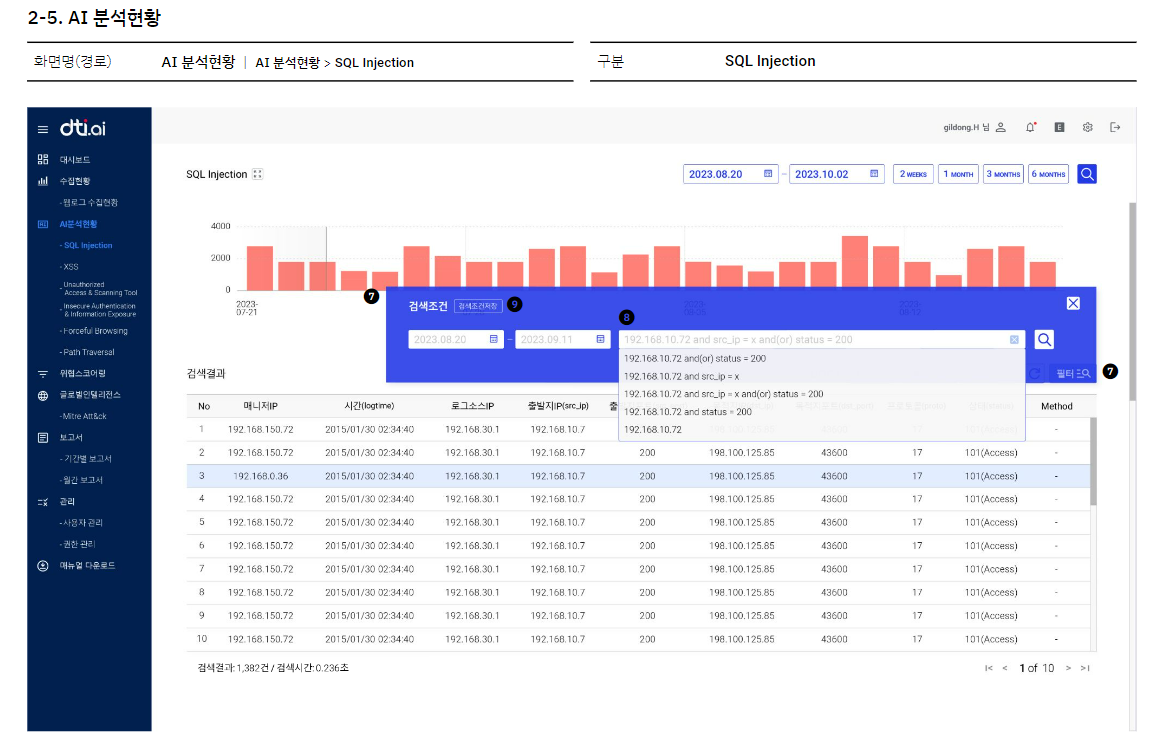 2-5. AI 분석현황
화면명(경로) AI 분석현황 | AI 분석현황 > SQL Injection
구분 SQL Injection
dti.ai
gildong.H 님
E
대시보드
수집현황
- 웹로그 수집현황
AI분석현황
- SQL Injection
- XSS
- Unauthorized
Access & Scanning Tool
- Insecure Authentication
& Information Exposure
- Forceful Browsing
- Path Traversal
위협스코어링
글로벌인텔리전스
- Mitre Att&ck
보고서
- 기간별 보고서
- 월간 보고서
관리
- 사용자 관리
- 권한 관리
매뉴얼 다운로드
SQL Injection
2023.08.20 – 2023.10.02 2 WEEKS 1 MONTH 3 MONTHS 6 MONTHS
4000
2000
0
2023-
07-21
7
검색조건 검색조건저장 9
8
2023.08.20 – 2023.09.11 192.168.10.72 and src_ip = x and(or) status = 200
192.168.10.72 and(or) status = 200
192.168.10.72 and src_ip = x
192.168.10.72 and src_ip = x and(or) status = 200
192.168.10.72 and status = 200
192.168.10.72
검색결과
필터 7
No 매니저IP 시간(logtime) 로그소스IP 출발지IP(src_ip) Method
1 192.168.150.72 2015/01/30 02:34:40 192.168.30.1 192.168.10.7 -
2 192.168.150.72 2015/01/30 02:34:40 192.168.30.1 192.168.10.7 200 198.100.125.85 43600 17 101(Access) -
3 192.168.0.36 2015/01/30 02:34:40 192.168.30.1 192.168.10.7 200 198.100.125.85 43600 17 101(Access) -
4 192.168.150.72 2015/01/30 02:34:40 192.168.30.1 192.168.10.7 200 198.100.125.85 43600 17 101(Access) -
5 192.168.150.72 2015/01/30 02:34:40 192.168.30.1 192.168.10.7 200 198.100.125.85 43600 17 101(Access) -
6 192.168.150.72 2015/01/30 02:34:40 192.168.30.1 192.168.10.7 200 198.100.125.85 43600 17 101(Access) -
7 192.168.150.72 2015/01/30 02:34:40 192.168.30.1 192.168.10.7 200 198.100.125.85 43600 17 101(Access) -
8 192.168.150.72 2015/01/30 02:34:40 192.168.30.1 192.168.10.7 200 198.100.125.85 43600 17 101(Access) -
9 192.168.150.72 2015/01/30 02:34:40 192.168.30.1 192.168.10.7 200 198.100.125.85 43600 17 101(Access) -
10 192.168.150.72 2015/01/30 02:34:40 192.168.30.1 192.168.10.7 200 198.100.125.85 43600 17 101(Access) -
검색결과: 1,382건 / 검색시간: 0.236초
|< < 1 of 10 > >|